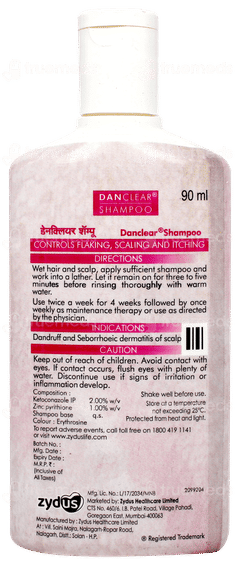 DANCLEAR®
SHAMPOO
90 ml
डेनक्लियर शॅम्पू
Danclear® Shampoo
CONTROLS FLAKING, SCALING AND ITCHING
DIRECTIONS
Wet hair and scalp, apply sufficient shampoo and
work into a lather. Let it remain on for three to five
minutes before rinsing thoroughly with warm
water.
Use twice a week for 4 weeks followed by once
weekly as maintenance therapy or use as directed
by the physician.
INDICATIONS
Dandruff and Seborrhoeic dermatitis of scalp
CAUTION
Keep out of reach of children. Avoid contact with
eyes. If contact occurs, flush eyes with plenty of
water. Discontinue use if signs of irritation or
inflammation develop.
Composition :
Ketoconazole IP 2.00% w/v
Zinc pyrithione 1.00% w/v
Shampoo base q.s.
Colour : Erythrosine
Shake well before use.
Store at a temperature
not exceeding 25°C.
Protected from heat and light.
To report adverse events, call toll free on 1800 419 1141
or visit at www.zyduslife.com.
Batch No. :
Mfg. Date :
Expiry Date :
M.R.P. ₹ :
(Inclusive of
All Taxes)
2099204
zydus
Mfg. Lic. No.: L/17/2034/MNB
Marketed by: Zydus Healthcare Limited
CTS No. 460/6, I.B. Patel Road, Village Pahadi,
Goregaon East, Mumbai-400063
® Registered Trademark
Mfd. by: Zydus Healthcare Limited
At: Vill. Saini Majra, Nalagarh Ropar Road,
Nalagarh, Distt.: Solan - H.P.